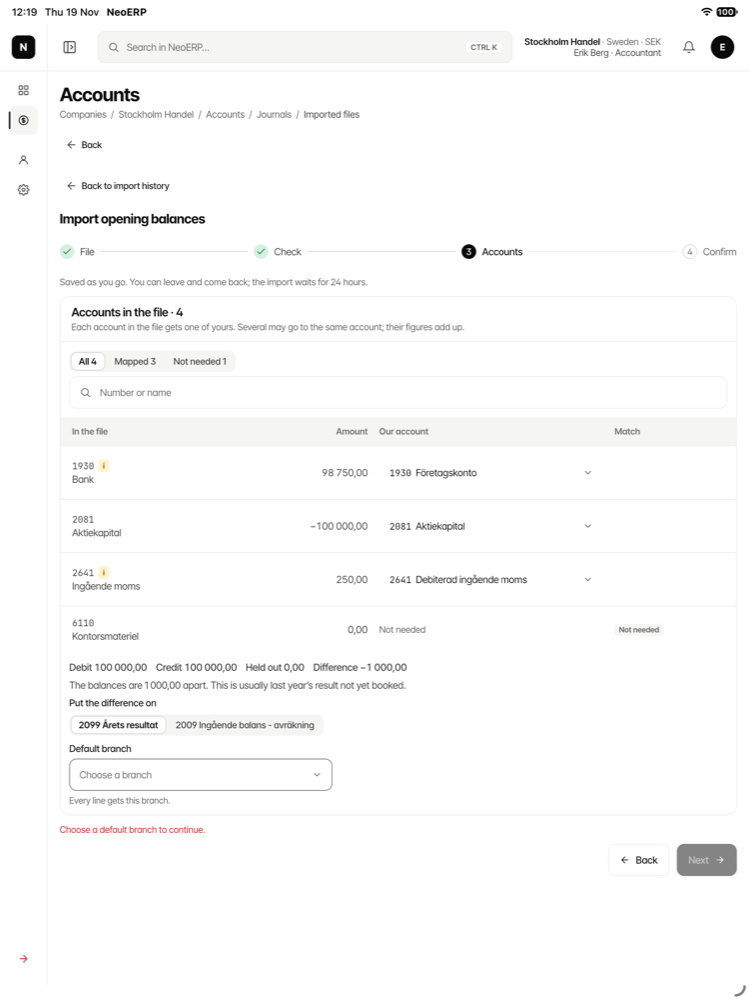 12:19 Thu 19 Nov NeoERP 100
N
Search in NeoERP... CTRL K
Stockholm Handel · Sweden · SEK
Erik Berg · Accountant
E
Accounts
Companies / Stockholm Handel / Accounts / Journals / Imported files
Back
Back to import history
Import opening balances
File Check 3 Accounts 4 Confirm
Saved as you go. You can leave and come back; the import waits for 24 hours.
Accounts in the file · 4
Each account in the file gets one of yours. Several may go to the same account; their figures add up.
All 4 Mapped 3 Not needed 1
Number or name
In the file Amount Our account Match
1930
Bank
98 750,00 1930 Företagskonto
2081
Aktiekapital
−100 000,00 2081 Aktiekapital
2641
Ingående moms
250,00 2641 Debiterad ingående moms
6110
Kontorsmateriel
0,00 Not needed Not needed
Debit 100 000,00 Credit 100 000,00 Held out 0,00 Difference −1 000,00
The balances are 1 000,00 apart. This is usually last year's result not yet booked.
Put the difference on
2099 Årets resultat 2009 Ingående balans - avräkning
Default branch
Choose a branch
Every line gets this branch.
Choose a default branch to continue.
Back Next